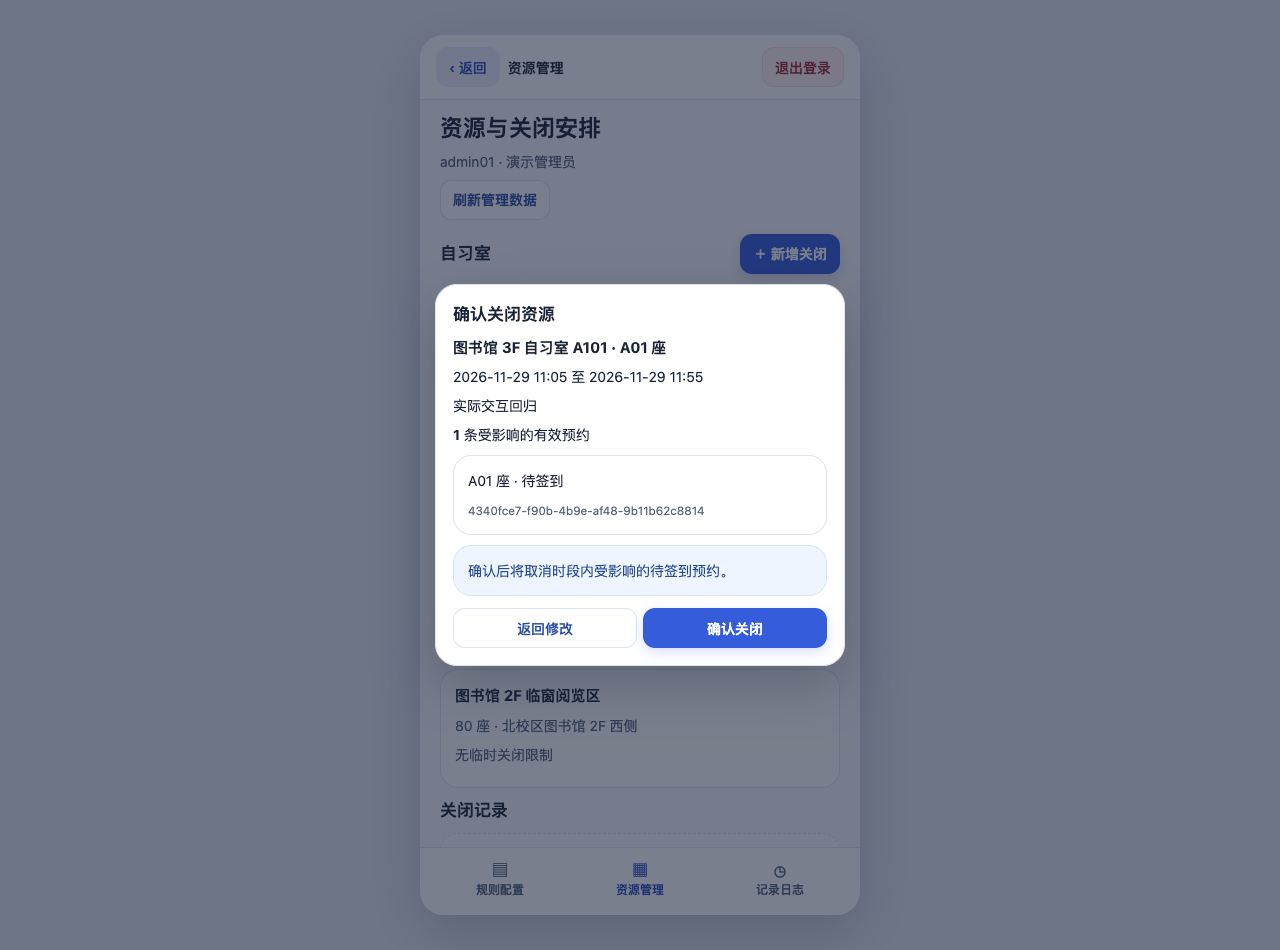 ‹ 返回
资源管理
退出登录
资源与关闭安排
admin01 · 演示管理员
刷新管理数据
自习室
＋ 新增关闭
确认关闭资源
图书馆 3F 自习室 A101 · A01 座
2026-11-29 11:05 至 2026-11-29 11:55
实际交互回归
1 条受影响的有效预约
A01 座 · 待签到
4340fce7-f90b-4b9e-af48-9b11b62c8814
确认后将取消时段内受影响的待签到预约。
返回修改
确认关闭
图书馆 2F 临窗阅览区
80 座 · 北校区图书馆 2F 西侧
无临时关闭限制
关闭记录
规则配置
资源管理
记录日志